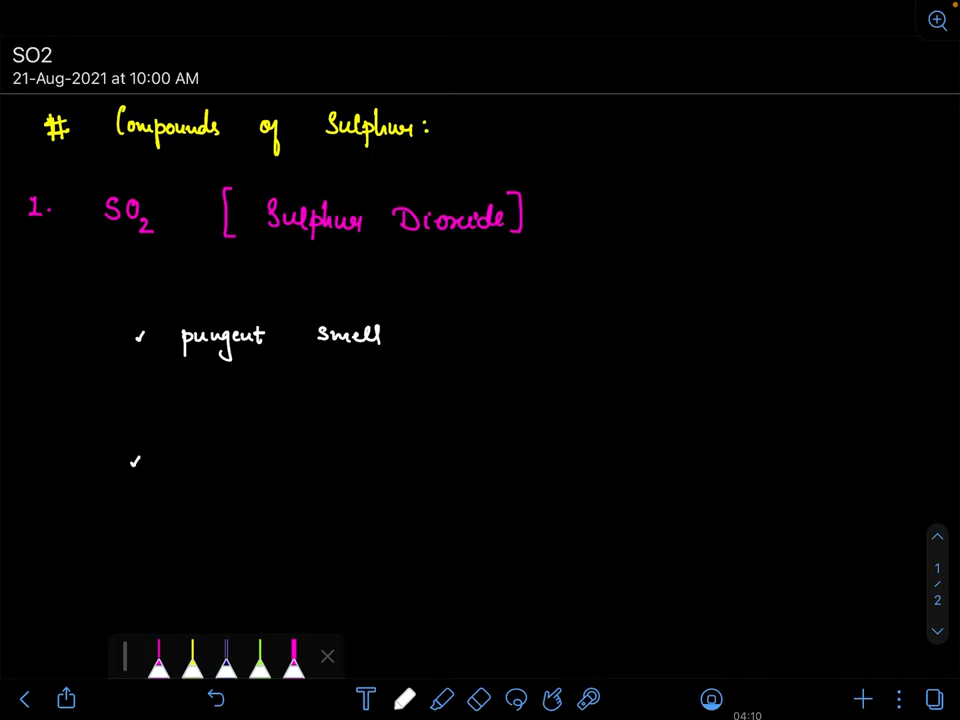 SO2
21-Aug-2021 at 10:00 AM
# Compounds of Sulphur:
1. SO2 [ Sulphur Dioxide]
✓ pungent smell
✓
1
/
2
T
04:10